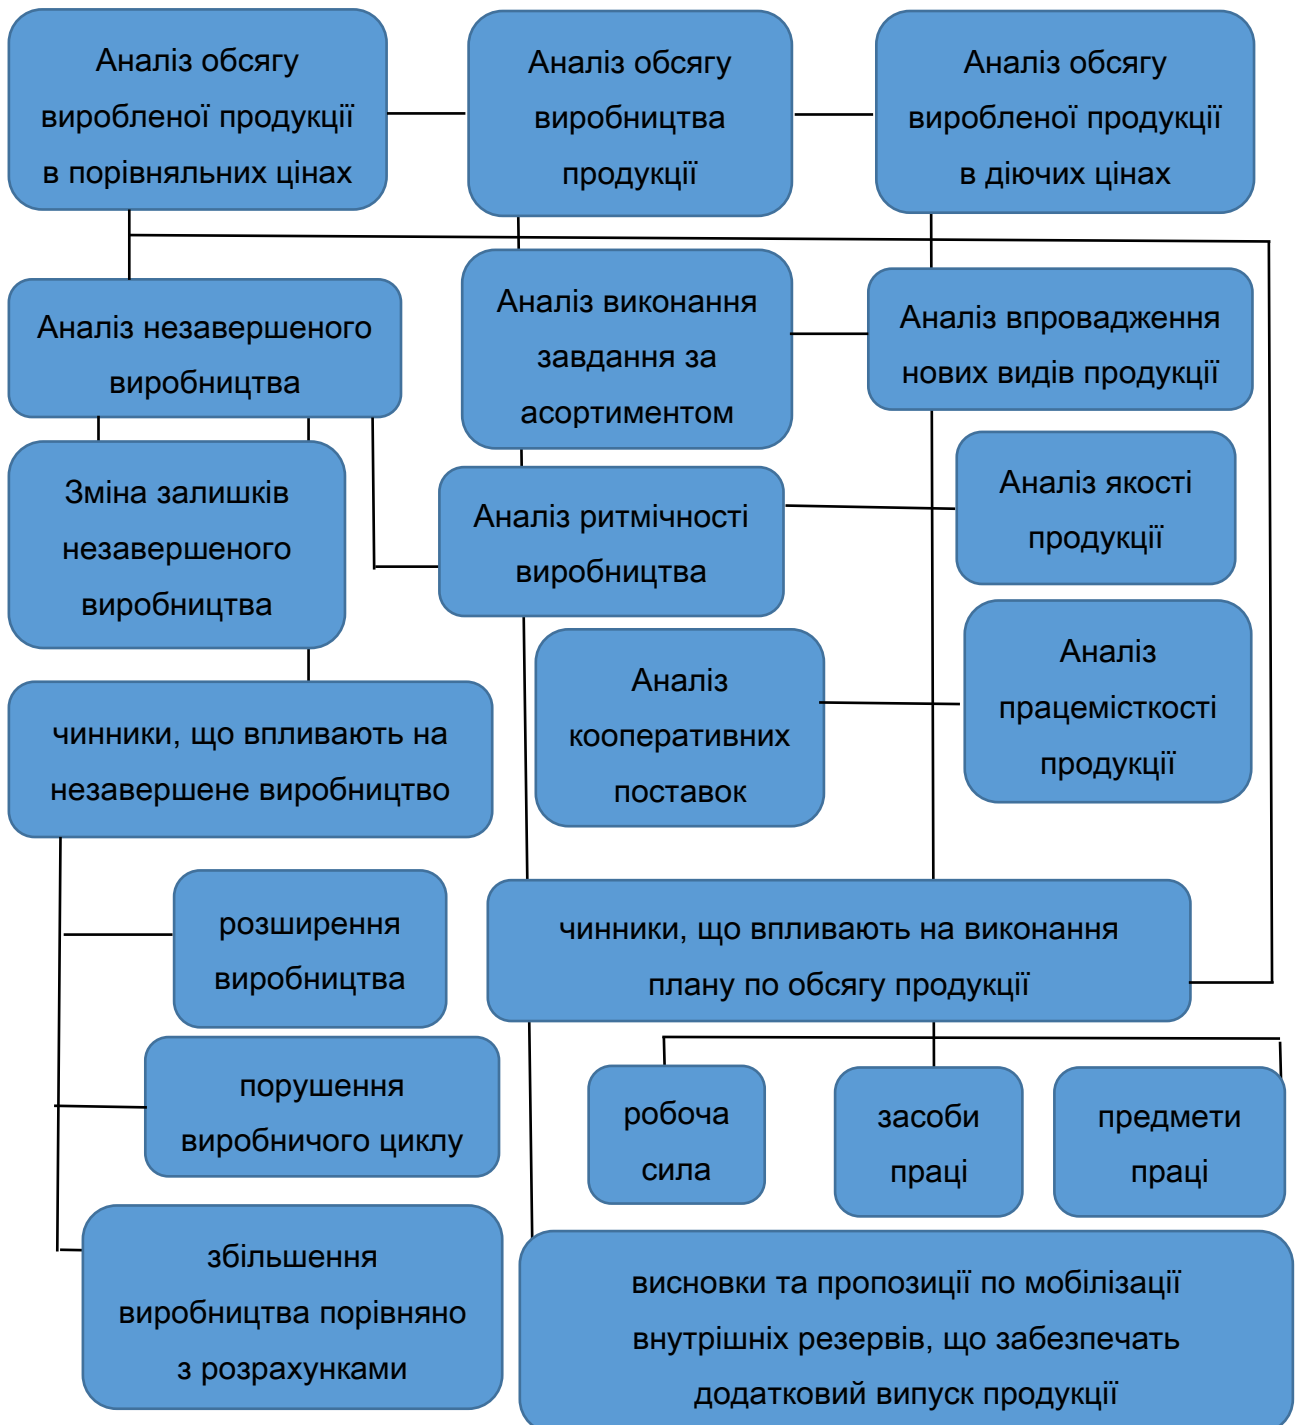 Аналіз обсягу
виробленої продукції
в порівняльних цінах
Аналіз обсягу
виробництва
продукції
Аналіз обсягу
виробленої продукції
в діючих цінах
Аналіз незавершеного
виробництва
Аналіз виконання
завдання за
асортиментом
Аналіз впровадження
нових видів продукції
Зміна залишків
незавершеного
виробництва
Аналіз ритмічності
виробництва
Аналіз якості
продукції
Аналіз
кооперативних
поставок
Аналіз
працемісткості
продукції
чинники, що впливають на
незавершене виробництво
розширення
виробництва
чинники, що впливають на виконання
плану по обсягу продукції
порушення
виробничого циклу
робоча
сила
засоби
праці
предмети
праці
збільшення
виробництва порівняно
з розрахунками
висновки та пропозиції по мобілізації
внутрішніх резервів, що забезпечать
додатковий випуск продукції